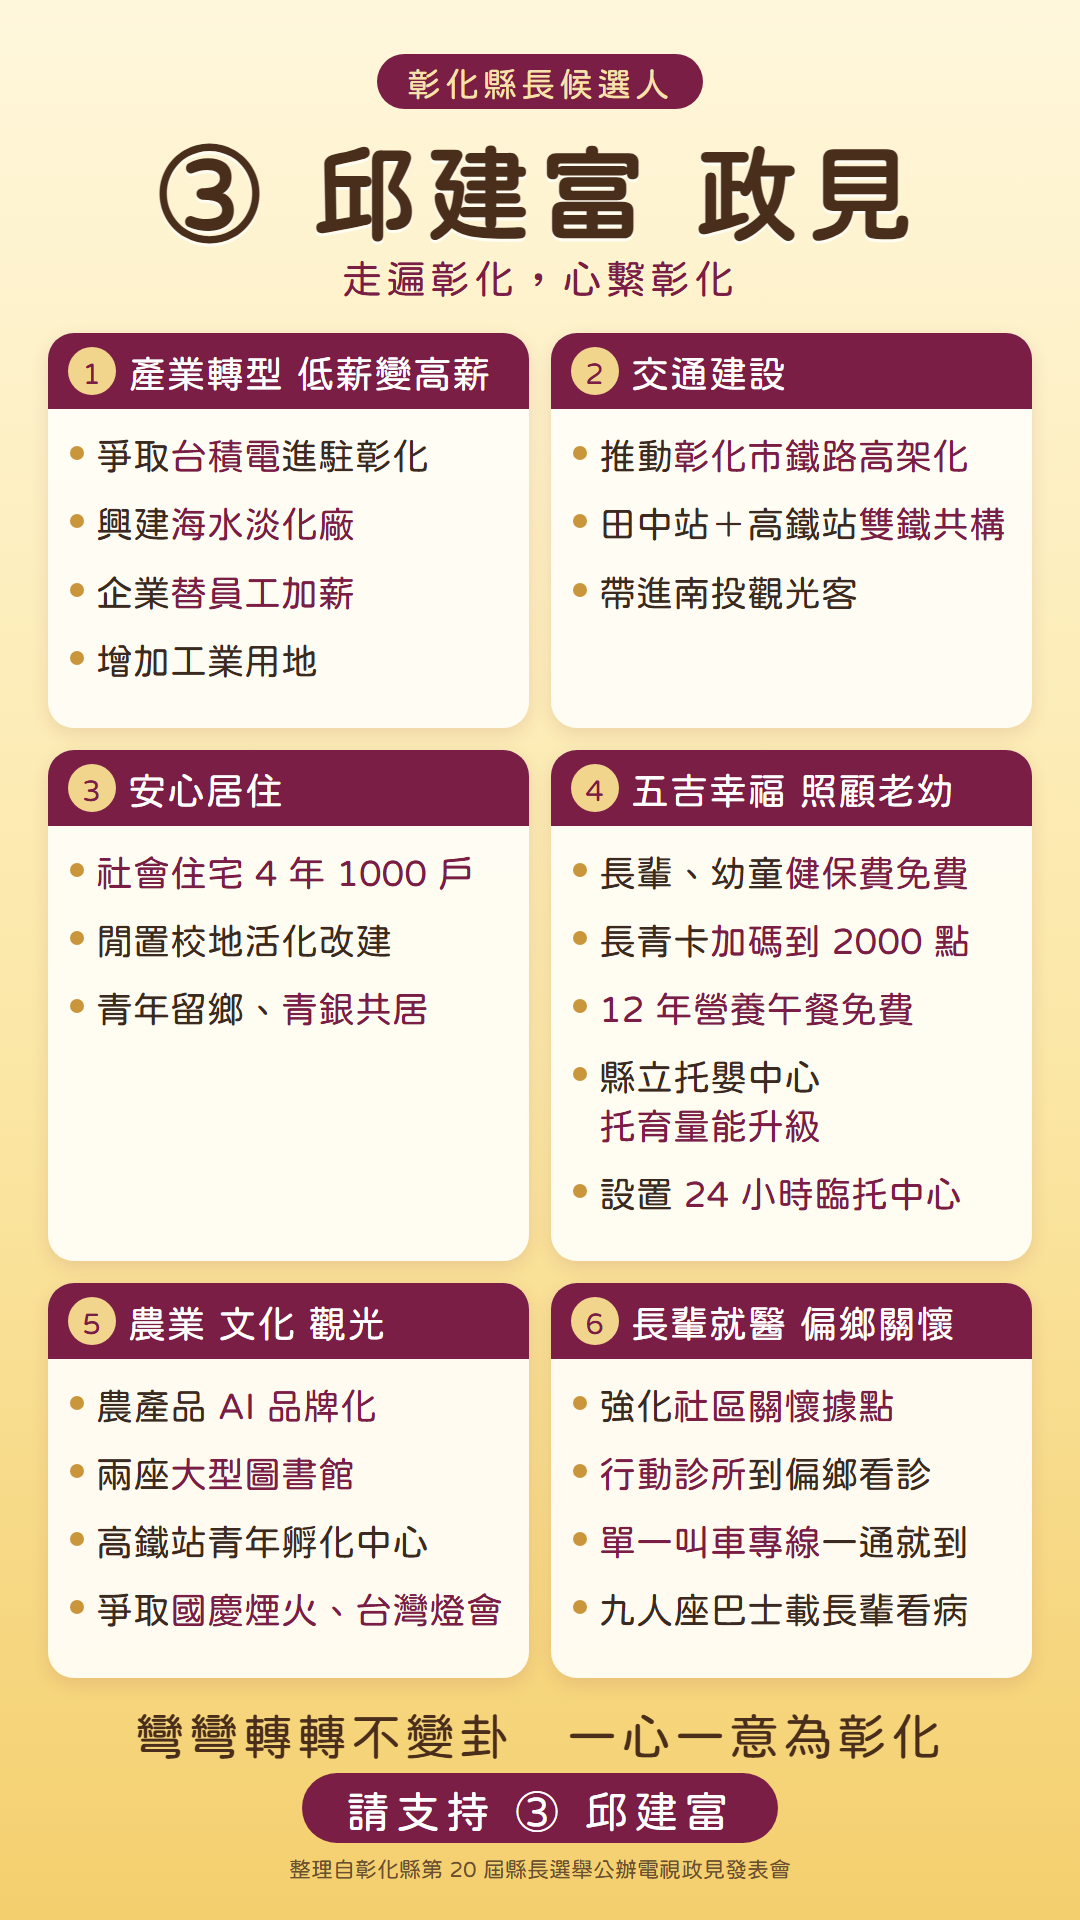 彰化縣長候選人
③ 邱建富 政見
走遍彰化，心繫彰化
1 產業轉型 低薪變高薪
爭取台積電進駐彰化
興建海水淡化廠
企業替員工加薪
增加工業用地
2 交通建設
推動彰化市鐵路高架化
田中站＋高鐵站雙鐵共構
帶進南投觀光客
3 安心居住
社會住宅 4 年 1000 戶
閒置校地活化改建
青年留鄉、青銀共居
4 五吉幸福 照顧老幼
長輩、幼童健保費免費
長青卡加碼到 2000 點
12 年營養午餐免費
縣立托嬰中心
托育量能升級
設置 24 小時臨托中心
5 農業 文化 觀光
農產品 AI 品牌化
兩座大型圖書館
高鐵站青年孵化中心
爭取國慶煙火、台灣燈會
6 長輩就醫 偏鄉關懷
強化社區關懷據點
行動診所到偏鄉看診
單一叫車專線一通就到
九人座巴士載長輩看病
彎彎轉轉不變卦　一心一意為彰化
請支持 ③ 邱建富
整理自彰化縣第 20 屆縣長選舉公辦電視政見發表會